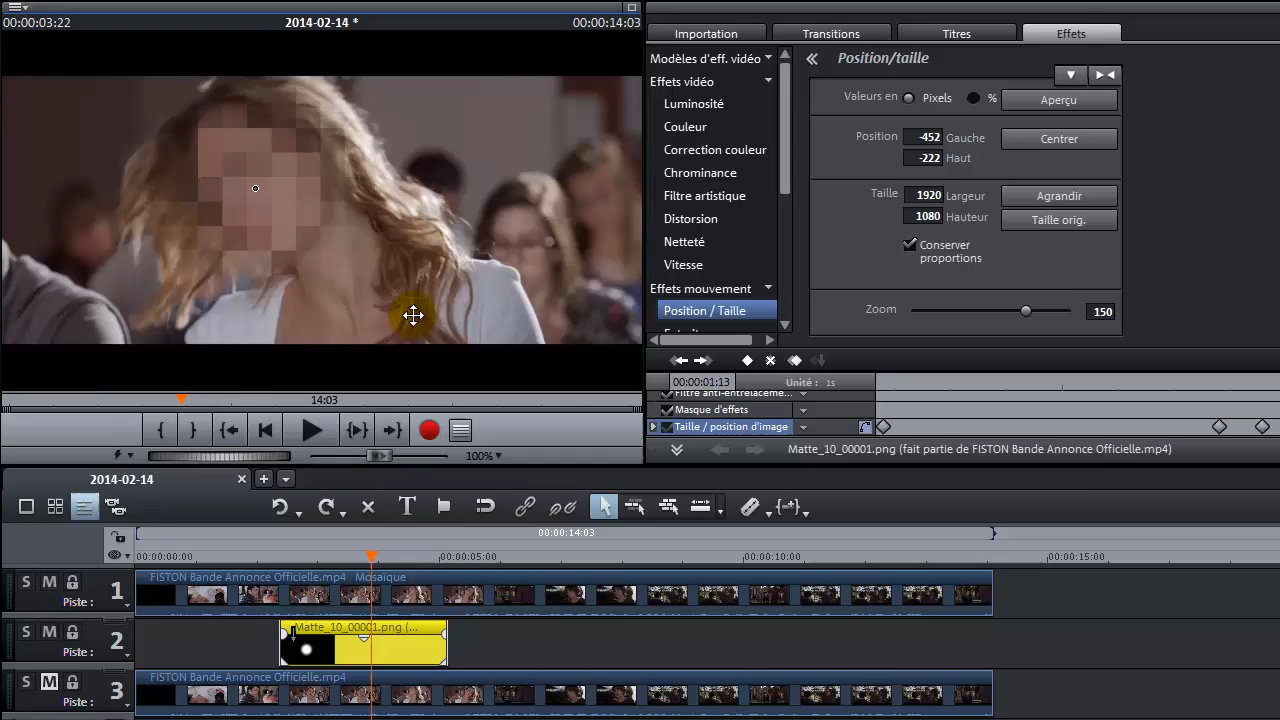 00:00:03:22 2014-02-14 * 00:00:14:03
Importation Transitions Titres Effets
Modèles d'eff. vidéo
Effets vidéo
Luminosité
Couleur
Correction couleur
Chrominance
Filtre artistique
Distorsion
Netteté
Vitesse
Effets mouvement
Position / Taille
Position/taille
Valeurs en Pixels % Aperçu
Position -452 Gauche Centrer
-222 Haut
Taille 1920 Largeur Agrandir
1080 Hauteur Taille orig.
Conserver
proportions
Zoom 150
00:00:01:13 Unité : 1s
Filtre anti-entrelaceme...
Masque d'effets
Taille / position d'image
Matte_10_00001.png (fait partie de FISTON Bande Annonce Officielle.mp4)
14:03
100%
2014-02-14
T
00:00:14:03
00:00:00:00 00:00:05:00 00:00:10:00 00:00:15:00
S M 1
Piste :
FISTON Bande Annonce Officielle.mp4 Mosaïque
S M 2
Piste :
Matte_10_00001.png (...
S M 3
Piste :
FISTON Bande Annonce Officielle.mp4